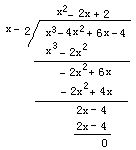 x² - 2x + 2
x - 2 x³ - 4x² + 6x - 4
x³ - 2x²
- 2x² + 6x
- 2x² + 4x
2x - 4
2x - 4
0